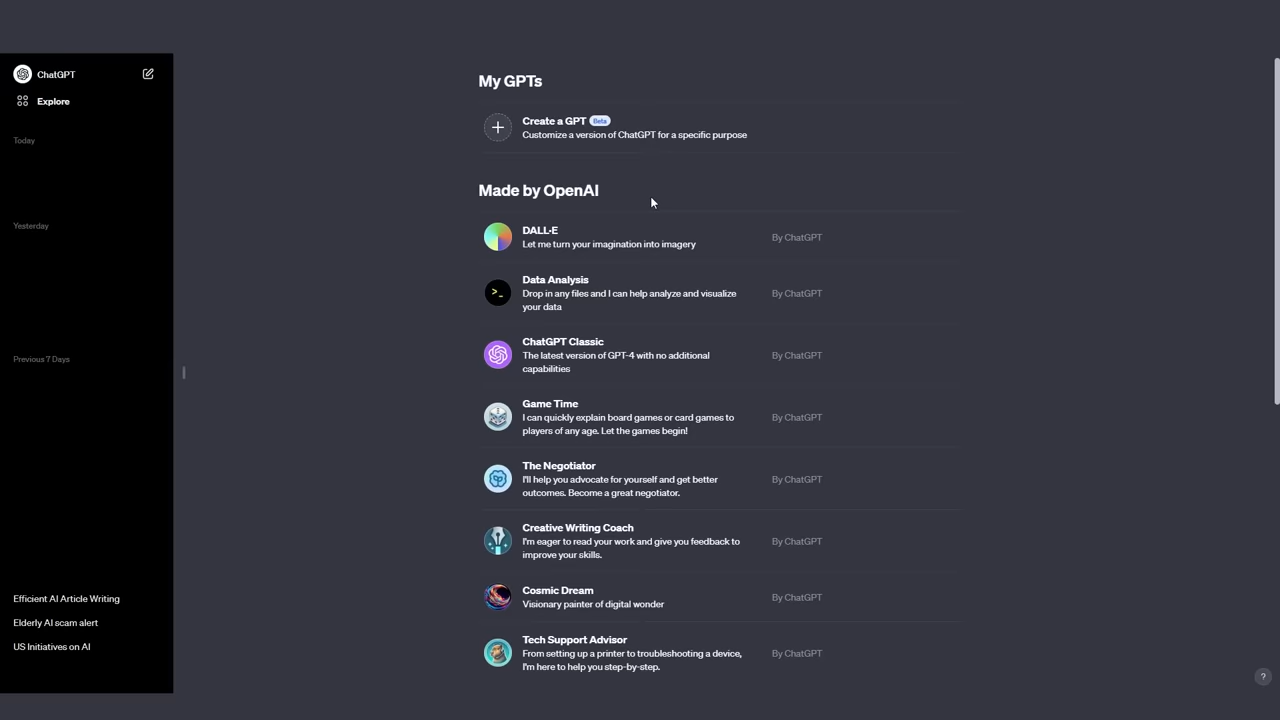 ChatGPT
Explore
Today
Yesterday
Previous 7 Days
Efficient AI Article Writing
Elderly AI scam alert
US Initiatives on AI
My GPTs
Create a GPT Beta
Customize a version of ChatGPT for a specific purpose
Made by OpenAI
DALL·E
Let me turn your imagination into imagery
By ChatGPT
Data Analysis
Drop in any files and I can help analyze and visualize
your data
By ChatGPT
ChatGPT Classic
The latest version of GPT-4 with no additional
capabilities
By ChatGPT
Game Time
I can quickly explain board games or card games to
players of any age. Let the games begin!
By ChatGPT
The Negotiator
I'll help you advocate for yourself and get better
outcomes. Become a great negotiator.
By ChatGPT
Creative Writing Coach
I'm eager to read your work and give you feedback to
improve your skills.
By ChatGPT
Cosmic Dream
Visionary painter of digital wonder
By ChatGPT
Tech Support Advisor
From setting up a printer to troubleshooting a device,
I'm here to help you step-by-step.
By ChatGPT
?